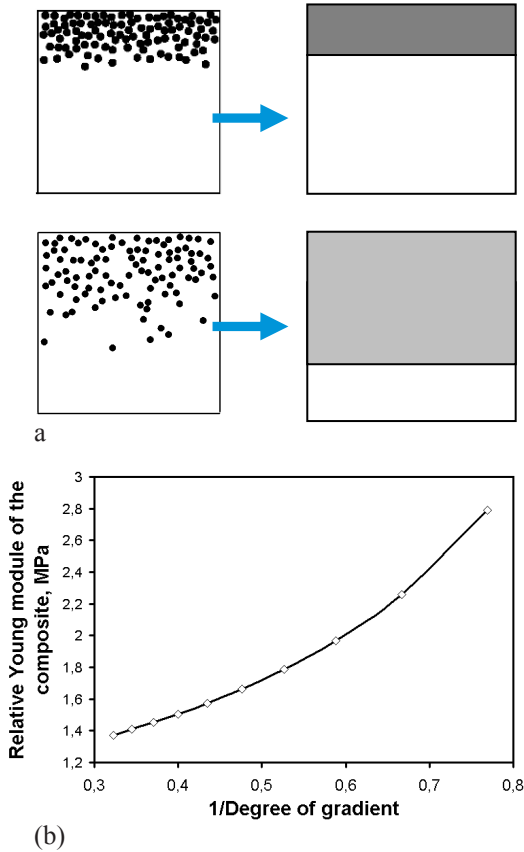 a
Relative Young module of the
composite, MPa
3
2,8
2,6
2,4
2,2
2
1,8
1,6
1,4
1,2
0,3 0,4 0,5 0,6 0,7 0,8
1/Degree of gradient
(b)